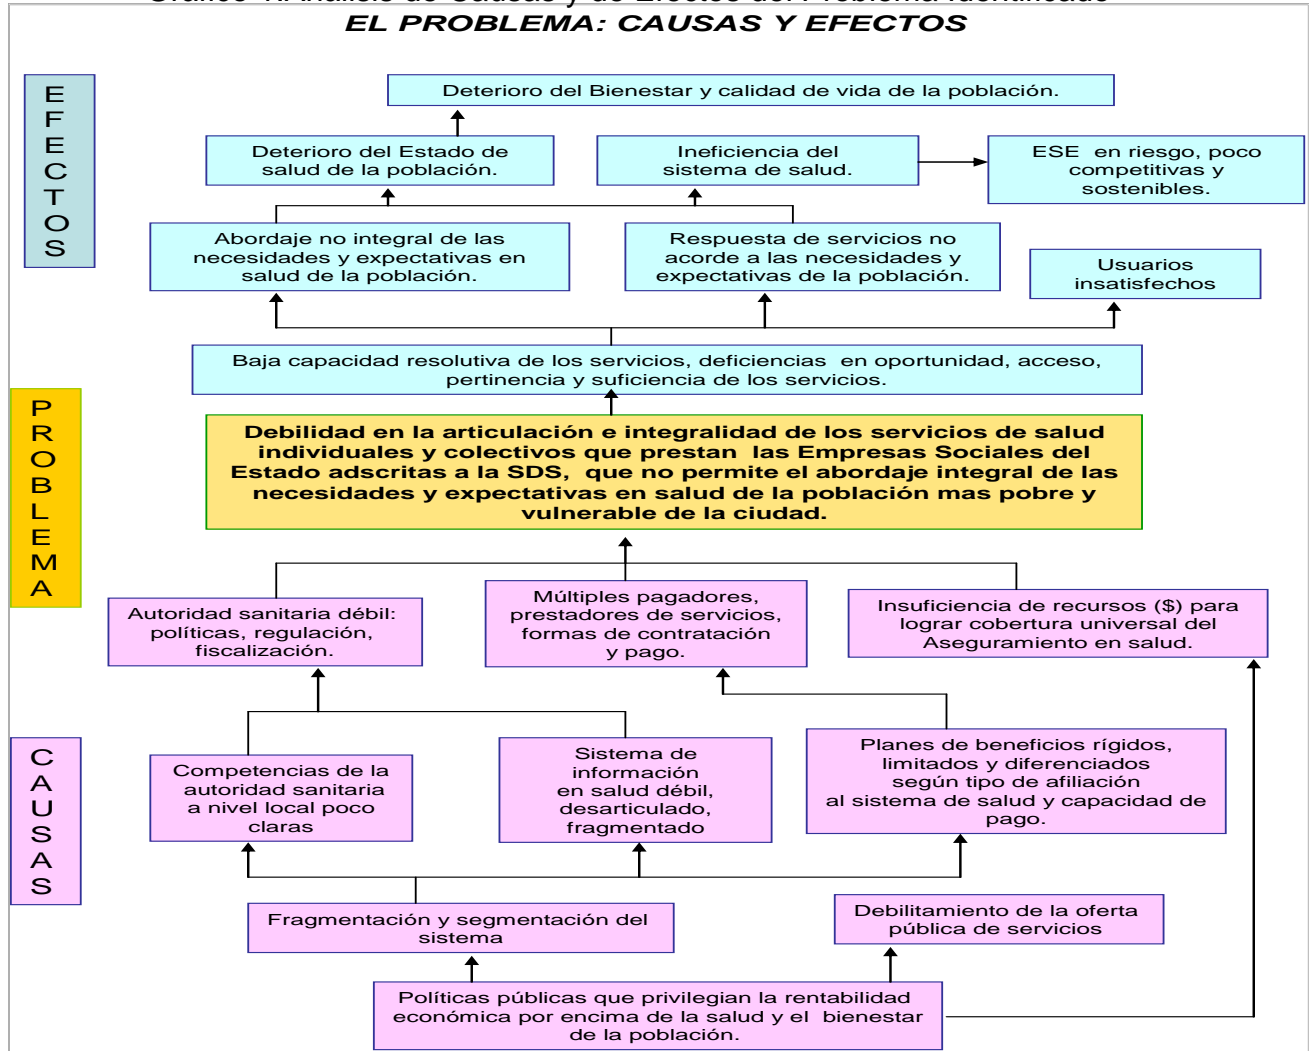 Gráfico 1. Análisis de Causas y de Efectos del Problema Identificado
EL PROBLEMA: CAUSAS Y EFECTOS
EFECTOS
Deterioro del Bienestar y calidad de vida de la población.
Deterioro del Estado de
salud de la población.
Ineficiencia del
sistema de salud.
ESE en riesgo, poco
competitivas y
sostenibles.
Abordaje no integral de las
necesidades y expectativas en
salud de la población.
Respuesta de servicios no
acorde a las necesidades y
expectativas de la población.
Usuarios
insatisfechos
Baja capacidad resolutiva de los servicios, deficiencias en oportunidad, acceso,
pertinencia y suficiencia de los servicios.
PROBLEMA
Debilidad en la articulación e integralidad de los servicios de salud
individuales y colectivos que prestan las Empresas Sociales del
Estado adscritas a la SDS, que no permite el abordaje integral de las
necesidades y expectativas en salud de la población mas pobre y
vulnerable de la ciudad.
Autoridad sanitaria débil:
políticas, regulación,
fiscalización.
Múltiples pagadores,
prestadores de servicios,
formas de contratación
y pago.
Insuficiencia de recursos ($) para
lograr cobertura universal del
Aseguramiento en salud.
CAUSAS
Competencias de la
autoridad sanitaria
a nivel local poco
claras
Sistema de
información
en salud débil,
desarticulado,
fragmentado
Planes de beneficios rígidos,
limitados y diferenciados
según tipo de afiliación
al sistema de salud y capacidad de
pago.
Fragmentación y segmentación del
sistema
Debilitamiento de la oferta
pública de servicios
Políticas públicas que privilegian la rentabilidad
económica por encima de la salud y el bienestar
de la población.